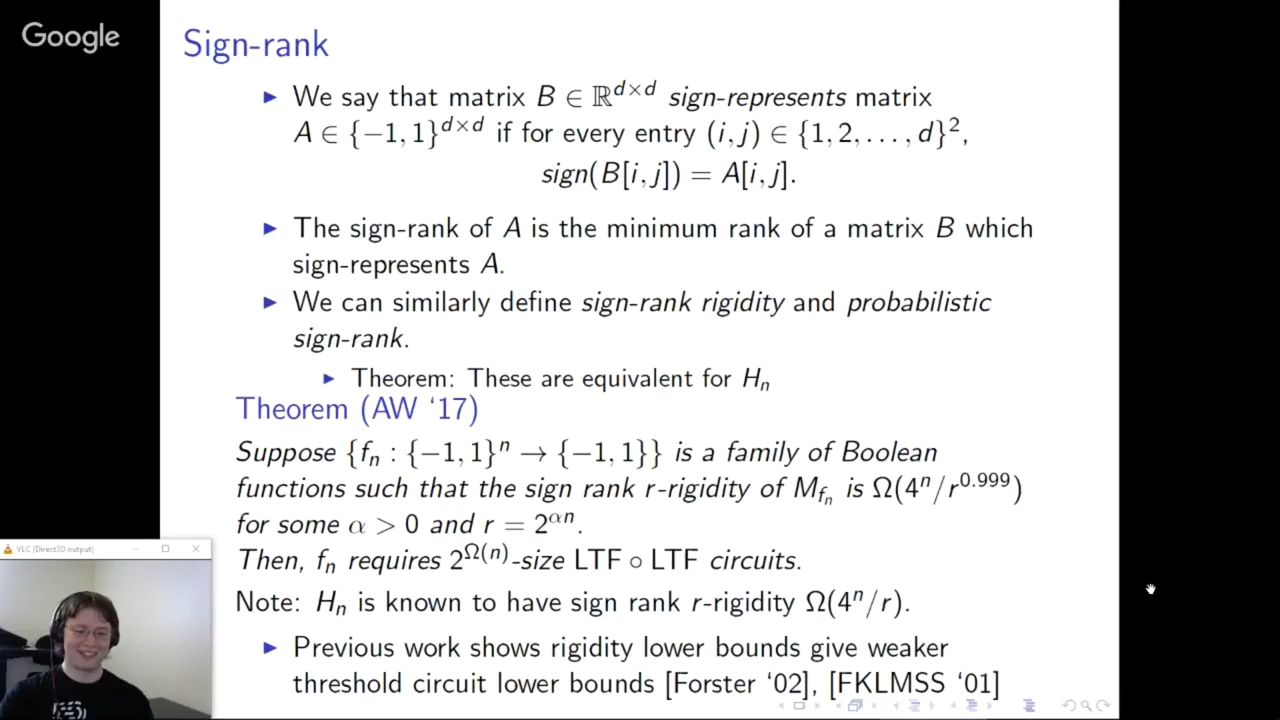 Google
Sign-rank
► We say that matrix B ∈ ℝ^{d×d} sign-represents matrix
A ∈ {−1, 1}^{d×d} if for every entry (i, j) ∈ {1, 2, . . . , d}²,
sign(B[i, j]) = A[i, j].
► The sign-rank of A is the minimum rank of a matrix B which
sign-represents A.
► We can similarly define sign-rank rigidity and probabilistic
sign-rank.
► Theorem: These are equivalent for H_n
Theorem (AW ‘17)
Suppose {f_n : {−1, 1}^n → {−1, 1}} is a family of Boolean
functions such that the sign rank r-rigidity of M_{f_n} is Ω(4^n/r^{0.999})
for some α > 0 and r = 2^{αn}.
Then, f_n requires 2^{Ω(n)}-size LTF ∘ LTF circuits.
Note: H_n is known to have sign rank r-rigidity Ω(4^n/r).
► Previous work shows rigidity lower bounds give weaker
threshold circuit lower bounds [Forster ‘02], [FKLMSS ‘01]
VLC (Direct3D output)